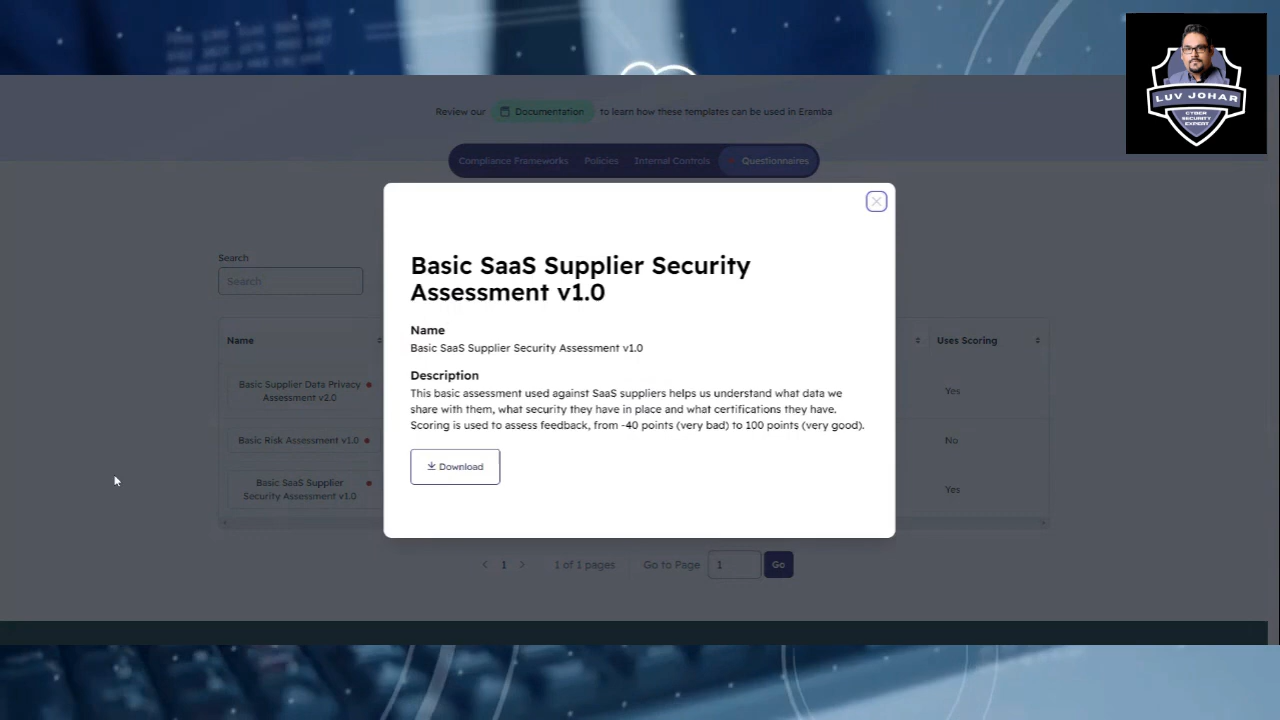 LUV JOHAR
CYBER
SECURITY
EXPERT
Review our Documentation to learn how these templates can be used in Eramba
Compliance Frameworks Policies Internal Controls Questionnaires
Basic SaaS Supplier Security
Assessment v1.0
Name
Basic SaaS Supplier Security Assessment v1.0
Description
This basic assessment used against SaaS suppliers helps us understand what data we
share with them, what security they have in place and what certifications they have.
Scoring is used to assess feedback, from -40 points (very bad) to 100 points (very good).
Download
Search
Search
Name Uses Scoring
Basic Supplier Data Privacy
Assessment v2.0
Yes
Basic Risk Assessment v1.0 No
Basic SaaS Supplier
Security Assessment v1.0
Yes
1 1 of 1 pages Go to Page 1 Go